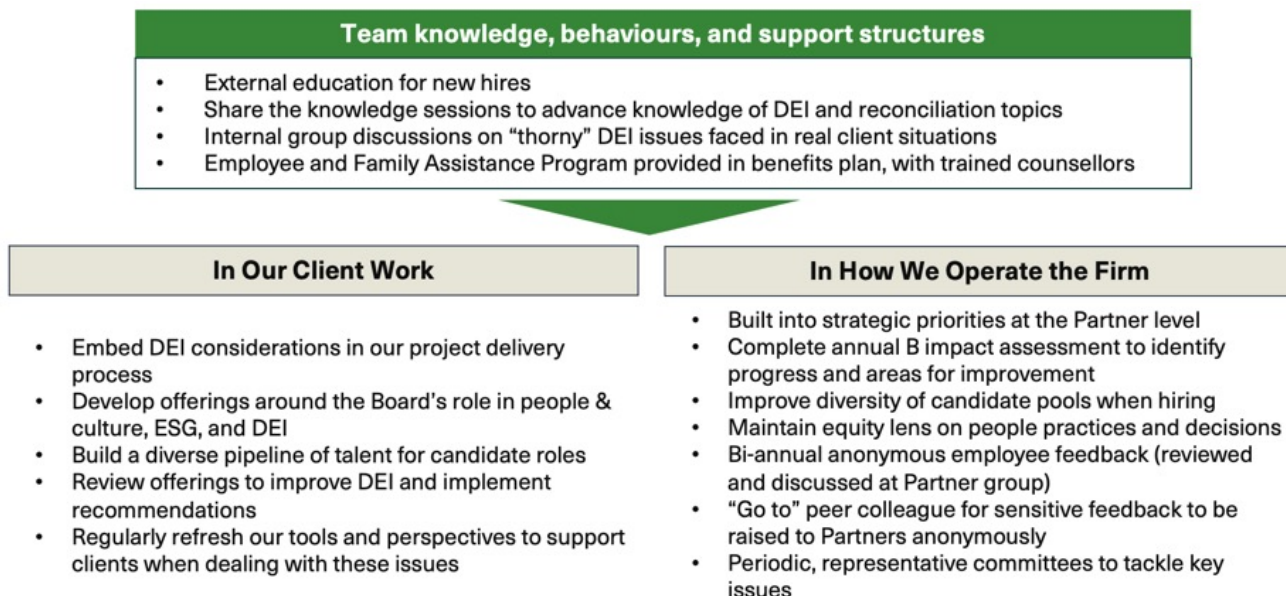 Team knowledge, behaviours, and support structures
• External education for new hires
• Share the knowledge sessions to advance knowledge of DEI and reconciliation topics
• Internal group discussions on “thorny” DEI issues faced in real client situations
• Employee and Family Assistance Program provided in benefits plan, with trained counsellors
In Our Client Work
• Embed DEI considerations in our project delivery
process
• Develop offerings around the Board’s role in people &
culture, ESG, and DEI
• Build a diverse pipeline of talent for candidate roles
• Review offerings to improve DEI and implement
recommendations
• Regularly refresh our tools and perspectives to support
clients when dealing with these issues
In How We Operate the Firm
• Built into strategic priorities at the Partner level
• Complete annual B impact assessment to identify
progress and areas for improvement
• Improve diversity of candidate pools when hiring
• Maintain equity lens on people practices and decisions
• Bi-annual anonymous employee feedback (reviewed
and discussed at Partner group)
• “Go to” peer colleague for sensitive feedback to be
raised to Partners anonymously
• Periodic, representative committees to tackle key
issues